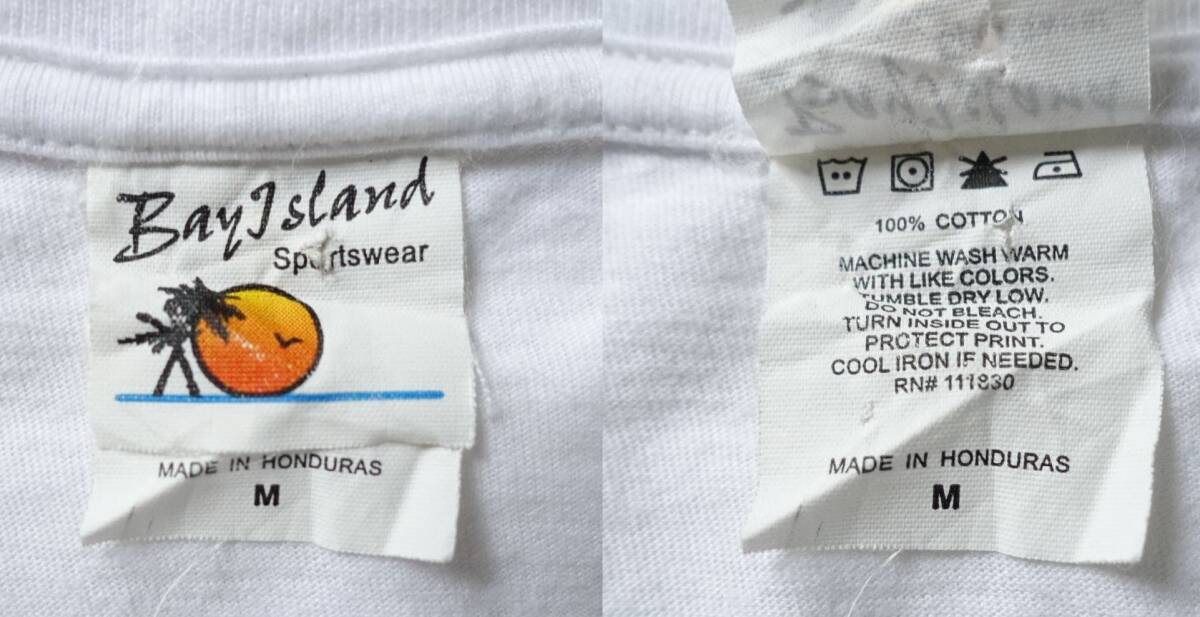 Bay Island
Sportswear
MADE IN HONDURAS
M
100% COTTON
MACHINE WASH WARM
WITH LIKE COLORS.
TUMBLE DRY LOW.
DO NOT BLEACH.
TURN INSIDE OUT TO
PROTECT PRINT.
COOL IRON IF NEEDED.
RN# 111830
MADE IN HONDURAS
M